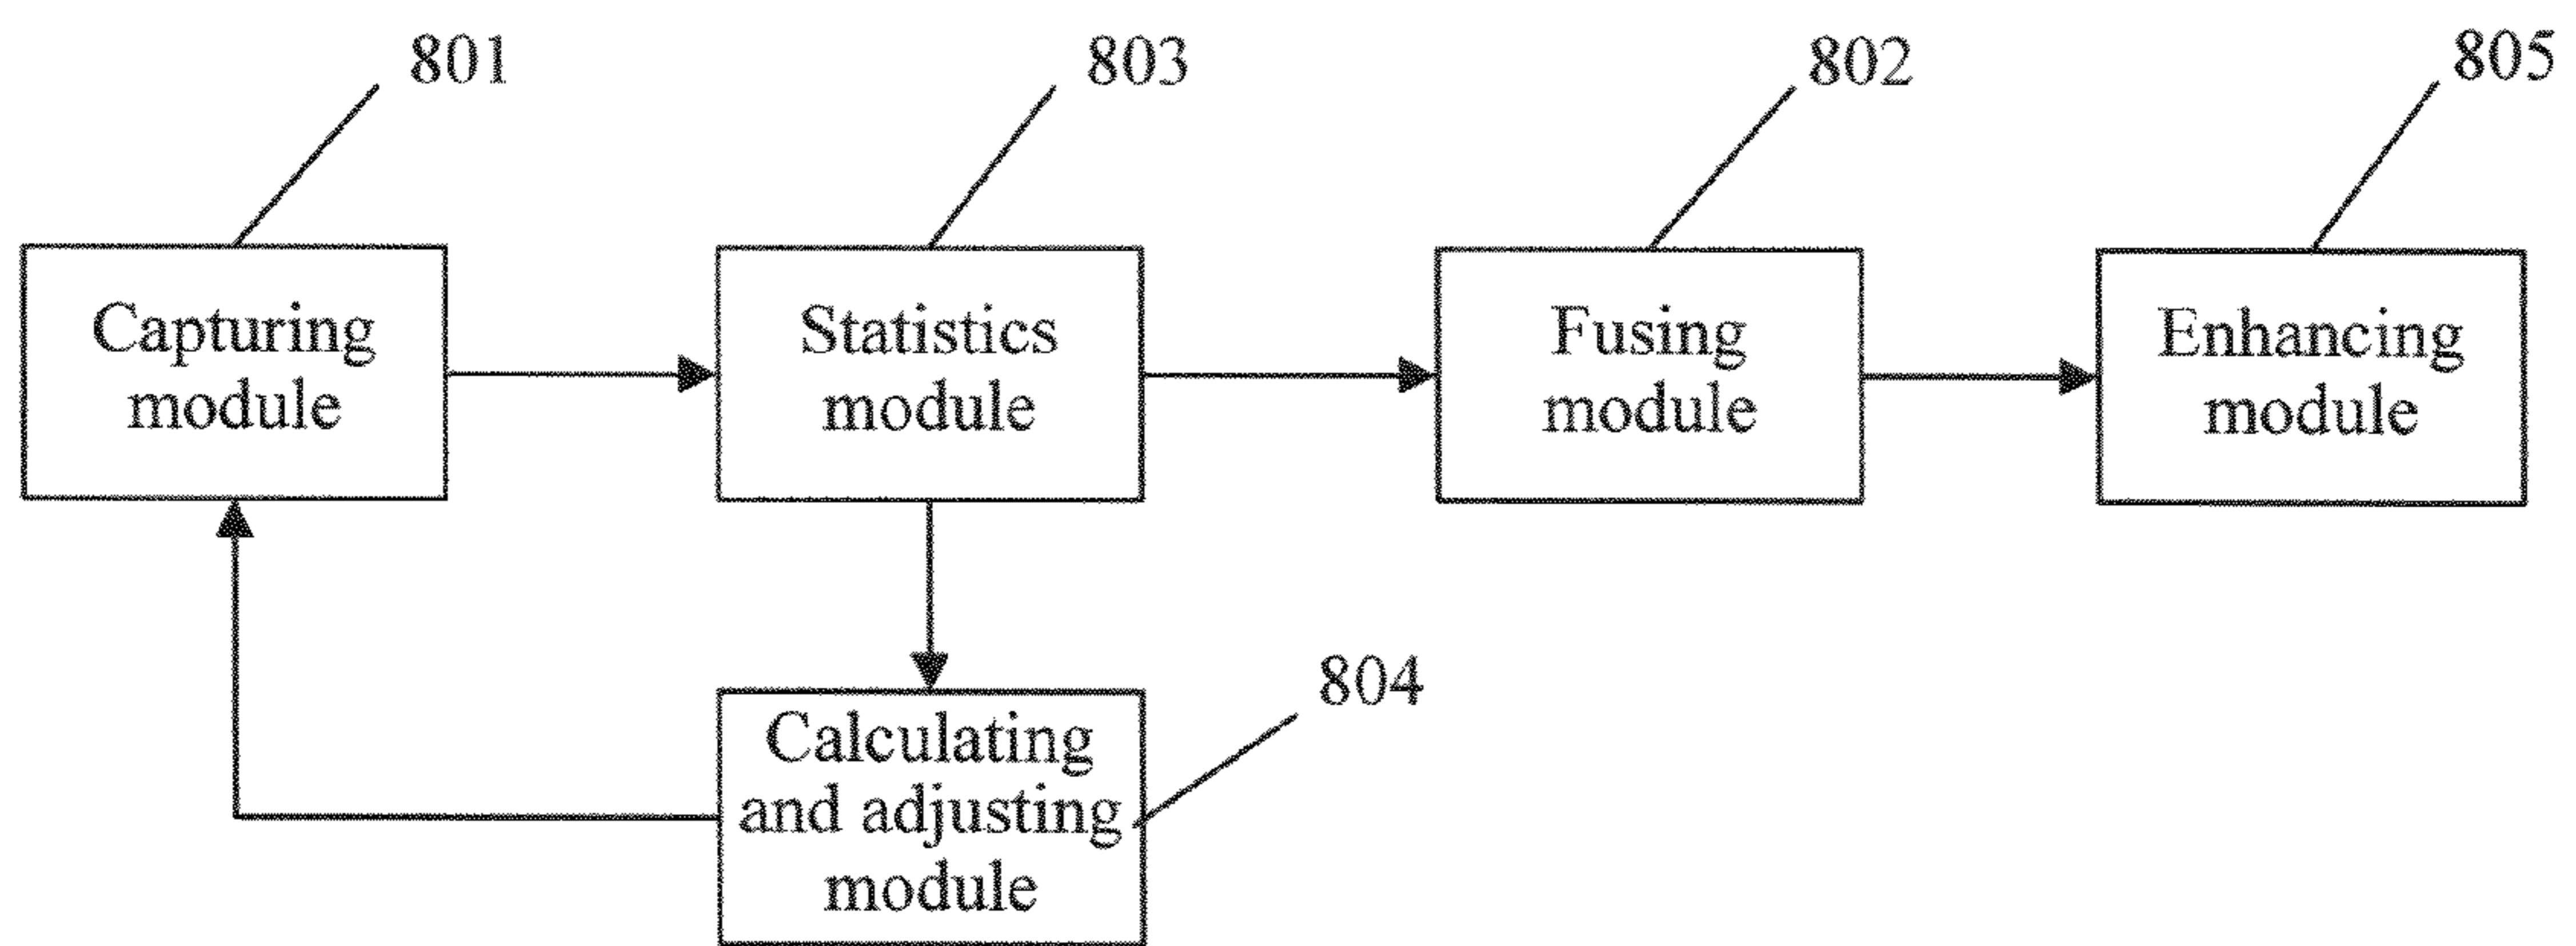 801
803
802
805
Capturing
module
Statistics
module
Fusing
module
Enhancing
module
804
Calculating
and adjusting
module